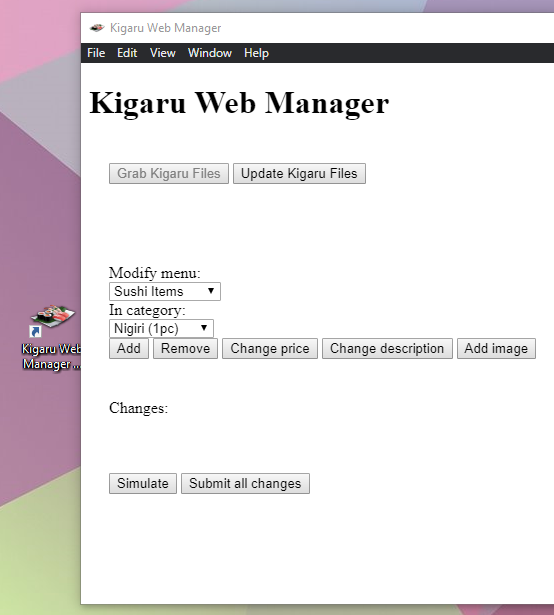 Kigaru Web Manager
File Edit View Window Help
Kigaru Web Manager
Grab Kigaru Files Update Kigaru Files
Modify menu:
Sushi Items
In category:
Nigiri (1pc)
Add Remove Change price Change description Add image
Changes:
Simulate Submit all changes
Kigaru Web
Manager ...